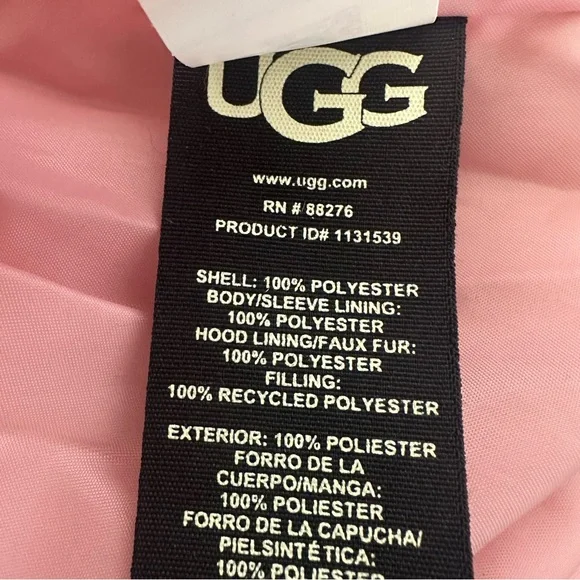 UGG
www.ugg.com
RN # 88276
PRODUCT ID# 1131539
SHELL: 100% POLYESTER
BODY/SLEEVE LINING:
100% POLYESTER
HOOD LINING/FAUX FUR:
100% POLYESTER
FILLING:
100% RECYCLED POLYESTER
EXTERIOR: 100% POLIESTER
FORRO DE LA
CUERPO/MANGA:
100% POLIESTER
FORRO DE LA CAPUCHA/
PIELSINTÉTICA:
100% POLIESTER